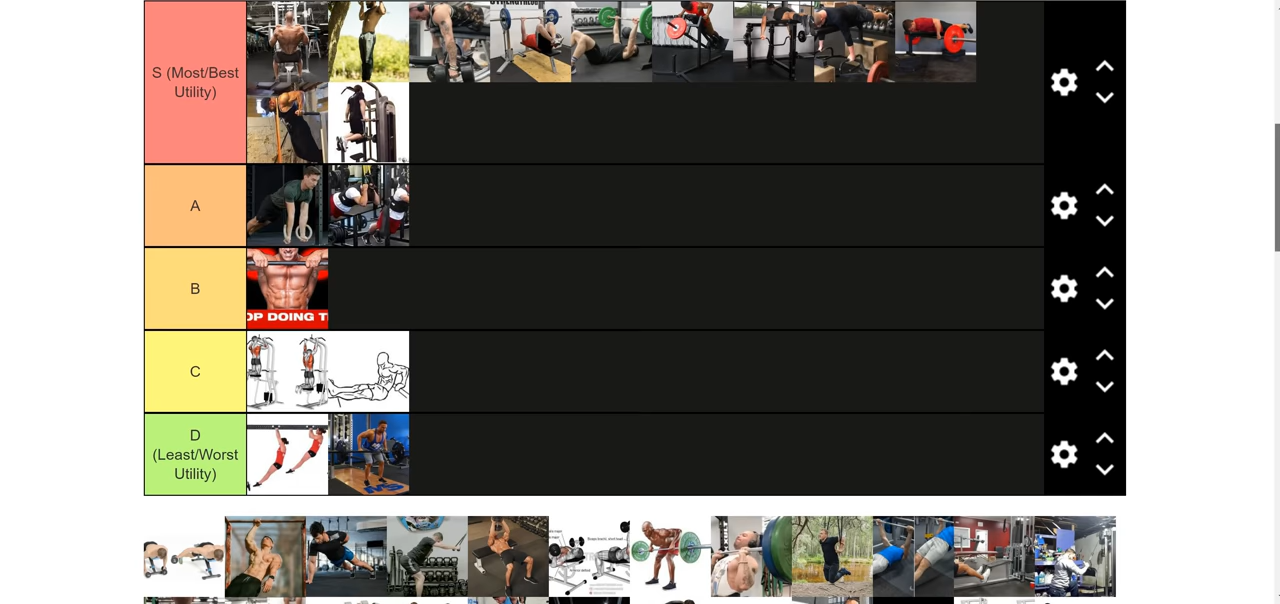 S (Most/Best
Utility)
A
B
OP DOING T
C
D
(Least/Worst
Utility)